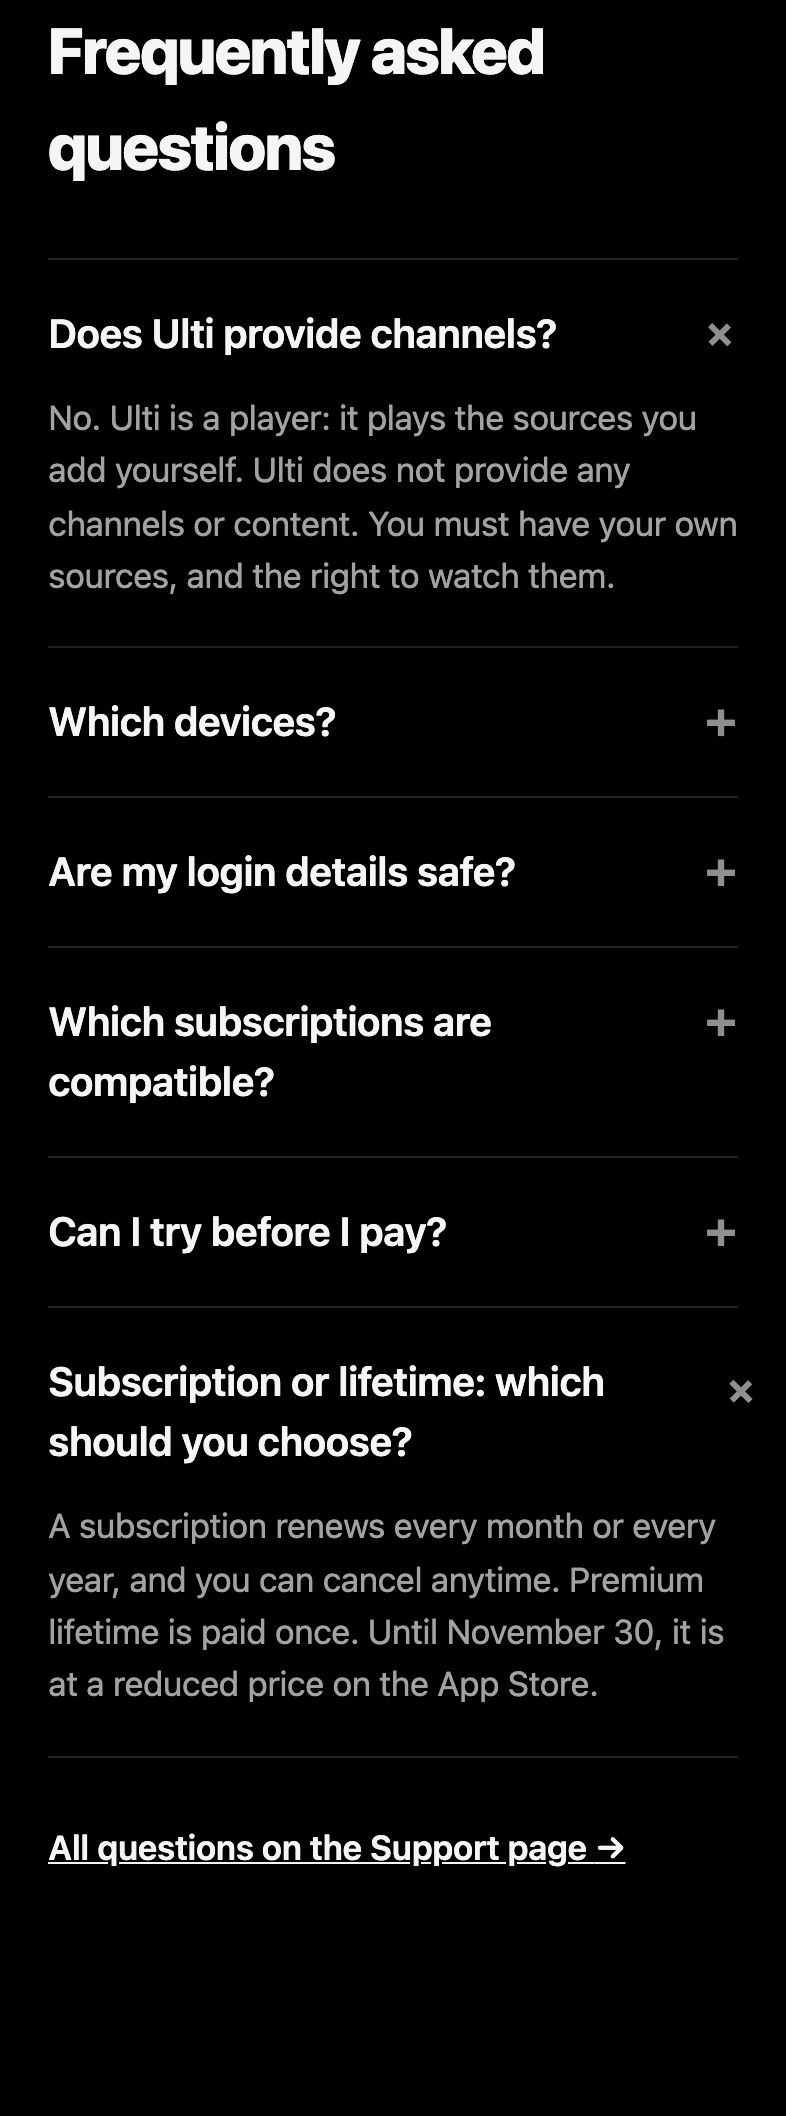 Frequently asked
questions
Does Ulti provide channels? ×
No. Ulti is a player: it plays the sources you
add yourself. Ulti does not provide any
channels or content. You must have your own
sources, and the right to watch them.
Which devices? +
Are my login details safe? +
Which subscriptions are +
compatible?
Can I try before I pay? +
Subscription or lifetime: which ×
should you choose?
A subscription renews every month or every
year, and you can cancel anytime. Premium
lifetime is paid once. Until November 30, it is
at a reduced price on the App Store.
All questions on the Support page →